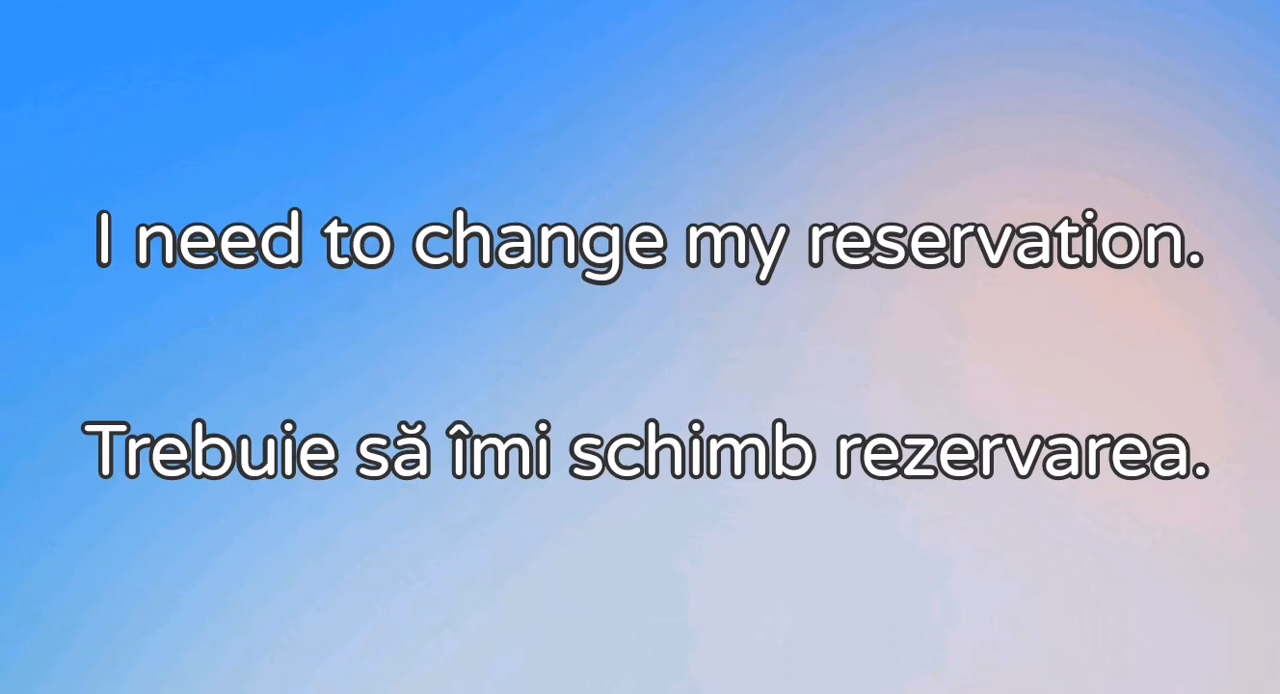 I need to change my reservation.
Trebuie să îmi schimb rezervarea.